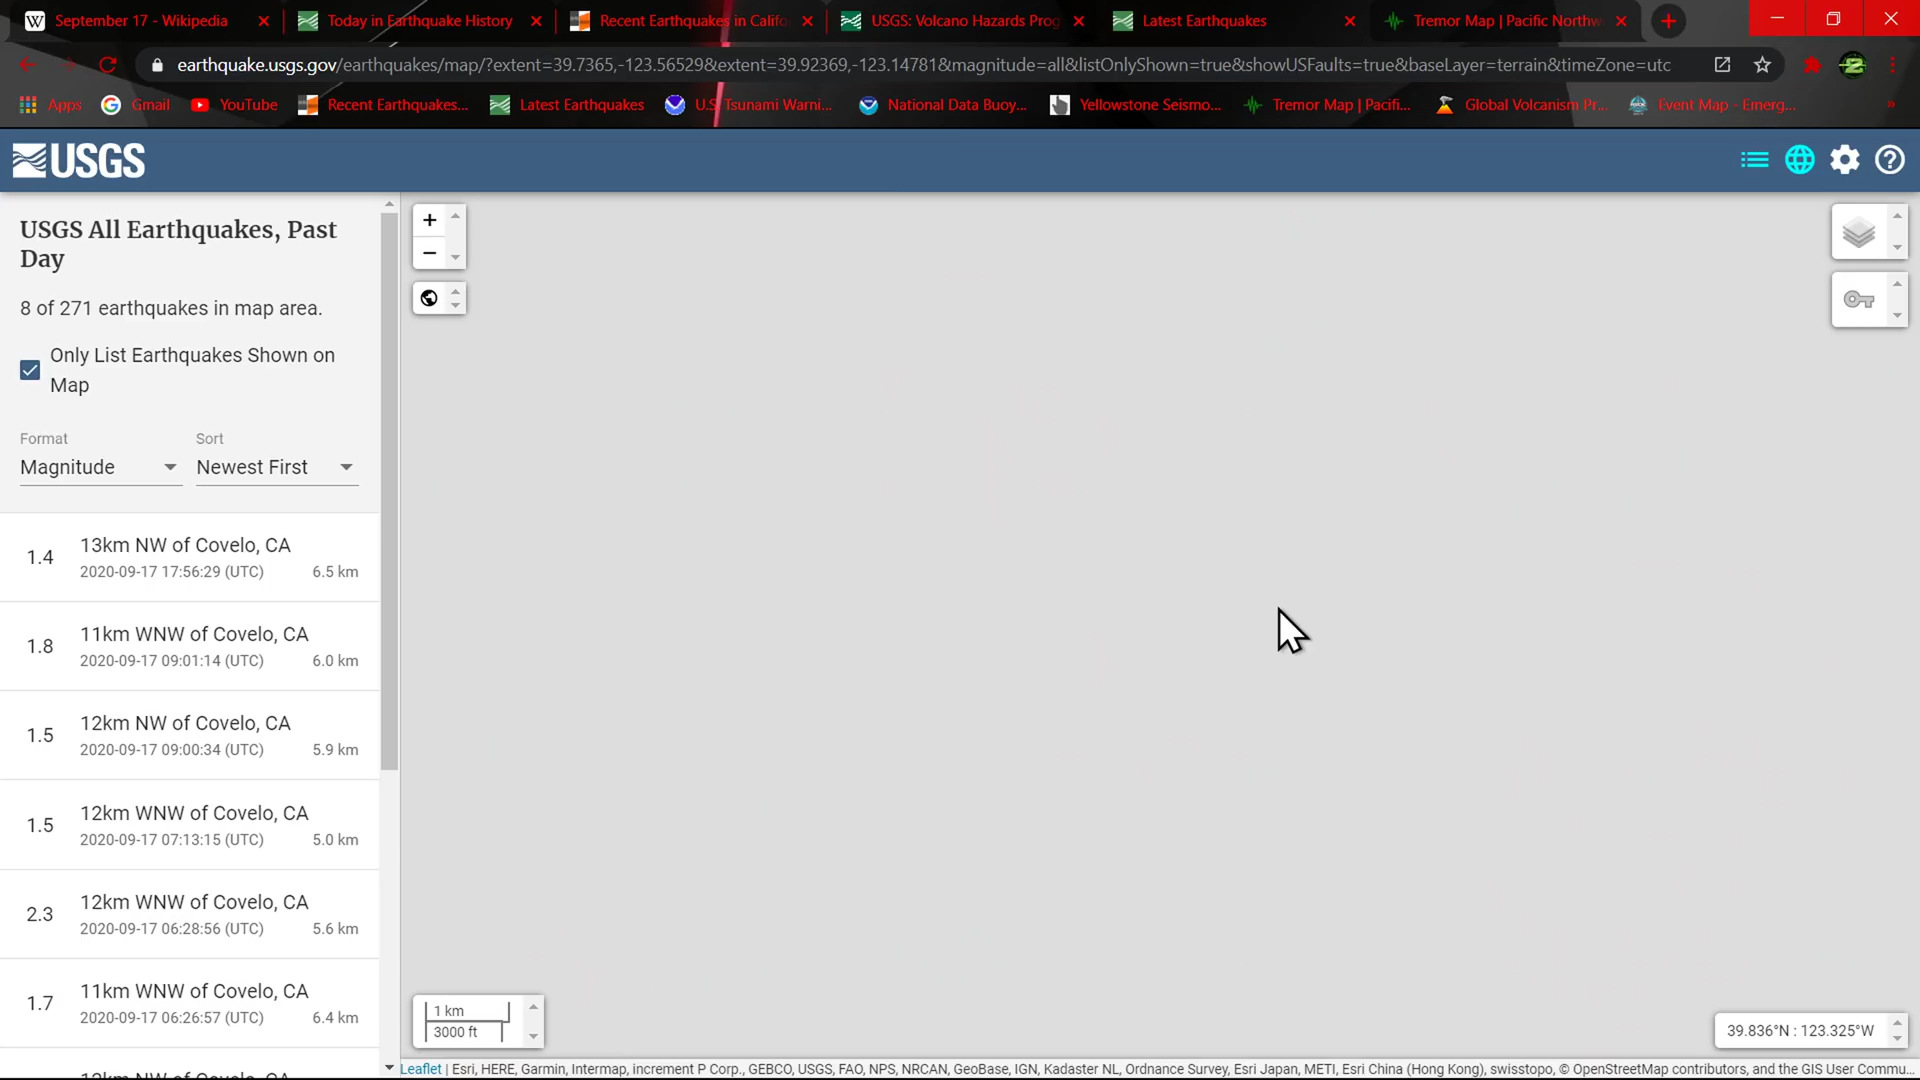 September 17 - Wikipedia
Today in Earthquake History
Recent Earthquakes in Califo
USGS: Volcano Hazards Prog
Latest Earthquakes
Tremor Map | Pacific Northw
earthquake.usgs.gov/earthquakes/map/?extent=39.7365,-123.56529&extent=39.92369,-123.14781&magnitude=all&listOnlyShown=true&showUSFaults=true&baseLayer=terrain&timeZone=utc
Apps
Gmail
YouTube
Recent Earthquakes...
Latest Earthquakes
U.S. Tsunami Warni...
National Data Buoy...
Yellowstone Seismo...
Tremor Map | Pacifi...
Global Volcanism Pr...
Event Map - Emerg...
»
USGS
USGS All Earthquakes, Past
Day
8 of 271 earthquakes in map area.
Only List Earthquakes Shown on
Map
Format
Sort
Magnitude
Newest First
1.4
13km NW of Covelo, CA
2020-09-17 17:56:29 (UTC)
6.5 km
1.8
11km WNW of Covelo, CA
2020-09-17 09:01:14 (UTC)
6.0 km
1.5
12km NW of Covelo, CA
2020-09-17 09:00:34 (UTC)
5.9 km
1.5
12km WNW of Covelo, CA
2020-09-17 07:13:15 (UTC)
5.0 km
2.3
12km WNW of Covelo, CA
2020-09-17 06:28:56 (UTC)
5.6 km
1.7
11km WNW of Covelo, CA
2020-09-17 06:26:57 (UTC)
6.4 km
+
−
1 km
3000 ft
39.836°N : 123.325°W
Leaflet | Esri, HERE, Garmin, Intermap, increment P Corp., GEBCO, USGS, FAO, NPS, NRCAN, GeoBase, IGN, Kadaster NL, Ordnance Survey, Esri Japan, METI, Esri China (Hong Kong), swisstopo, © OpenStreetMap contributors, and the GIS User Commu...